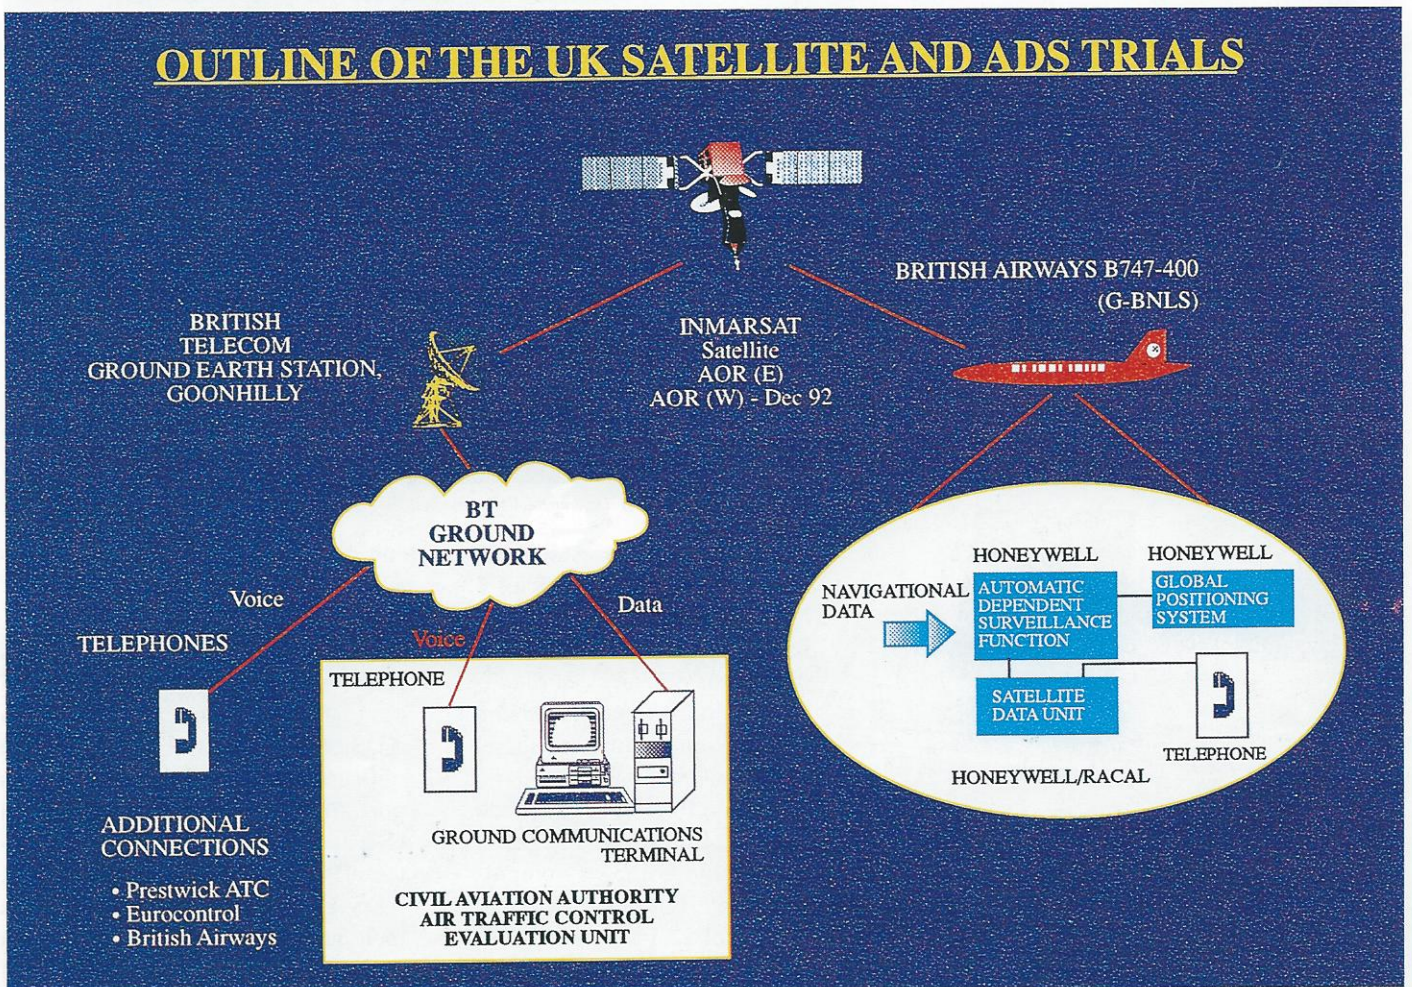 OUTLINE OF THE UK SATELLITE AND ADS TRIALS
BRITISH AIRWAYS B747-400
(G-BNLS)
BRITISH
TELECOM
GROUND EARTH STATION,
GOONHILLY
INMARSAT
Satellite
AOR (E)
AOR (W) - Dec 92
BT
GROUND
NETWORK
Voice
Voice
Data
TELEPHONES
ADDITIONAL
CONNECTIONS
• Prestwick ATC
• Eurocontrol
• British Airways
TELEPHONE
GROUND COMMUNICATIONS
TERMINAL
CIVIL AVIATION AUTHORITY
AIR TRAFFIC CONTROL
EVALUATION UNIT
NAVIGATIONAL
DATA
HONEYWELL
AUTOMATIC
DEPENDENT
SURVEILLANCE
FUNCTION
HONEYWELL
GLOBAL
POSITIONING
SYSTEM
SATELLITE
DATA UNIT
TELEPHONE
HONEYWELL/RACAL